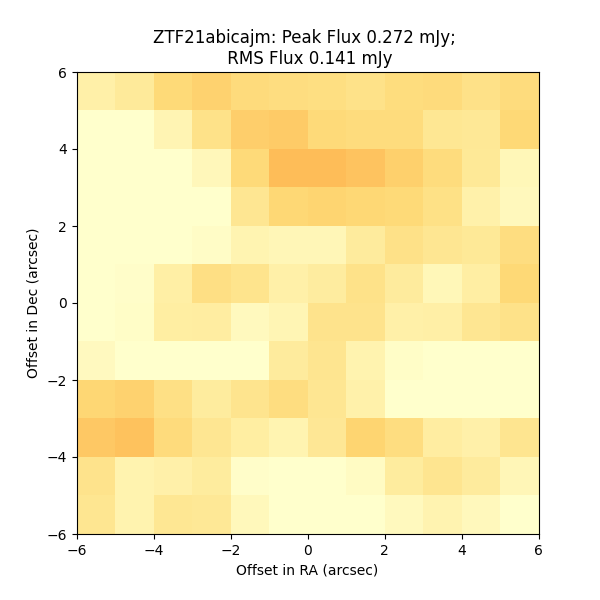 ZTF21abicajm: Peak Flux 0.272 mJy;
RMS Flux 0.141 mJy
6
4
2
0
−2
−4
−6
Offset in Dec (arcsec)
−6 −4 −2 0 2 4 6
Offset in RA (arcsec)